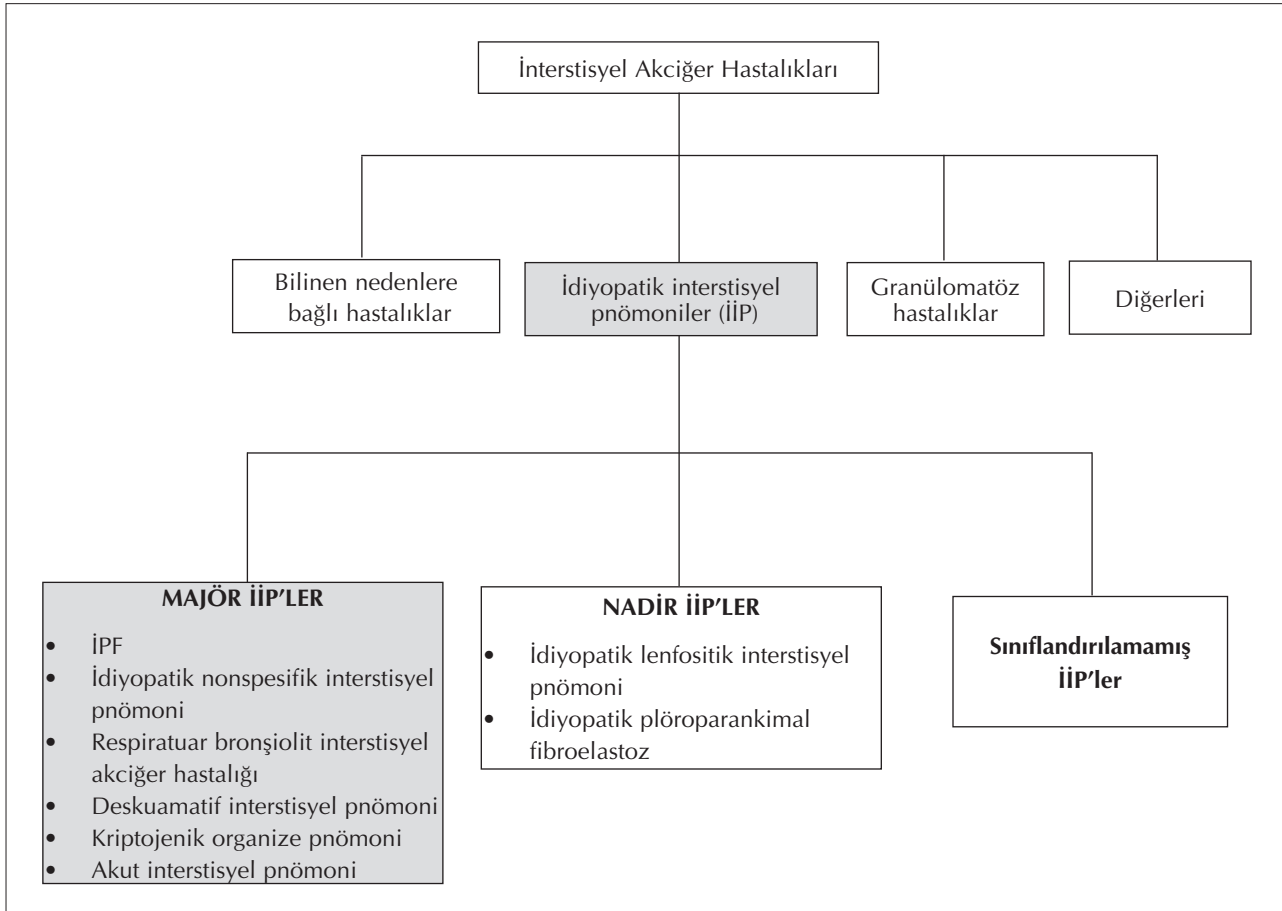 İnterstisyel Akciğer Hastalıkları
Bilinen nedenlere
bağlı hastalıklar
İdiyopatik interstisyel
pnömoniler (İİP)
Granülomatöz
hastalıklar
Diğerleri
MAJÖR İİP'LER
• İPF
• İdiyopatik nonspesifik interstisyel
pnömoni
• Respiratuar bronşiolit interstisyel
akciğer hastalığı
• Deskuamatif interstisyel pnömoni
• Kriptojenik organize pnömoni
• Akut interstisyel pnömoni
NADİR İİP'LER
• İdiyopatik lenfositik interstisyel
pnömoni
• İdiyopatik plöroparankimal
fibroelastoz
Sınıflandırılamamış
İİP'ler